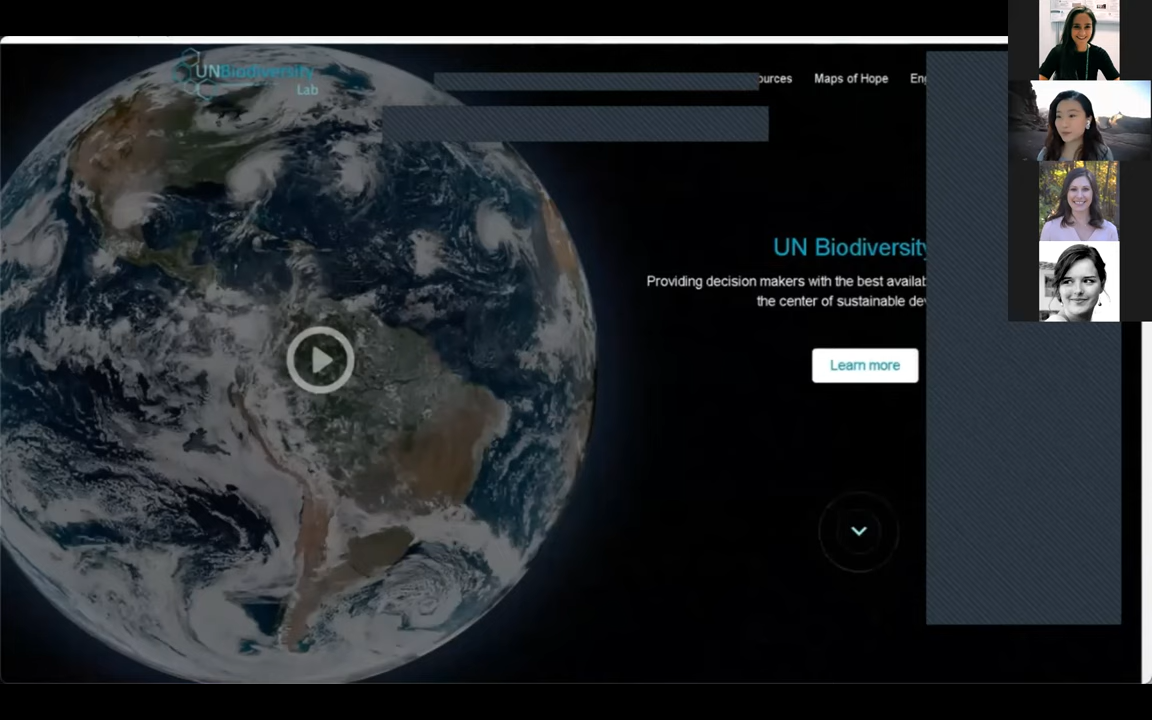 UNBiodiversity
Lab
ources Maps of Hope Eng
UN Biodiversity
Providing decision makers with the best availab
the center of sustainable dev
Learn more